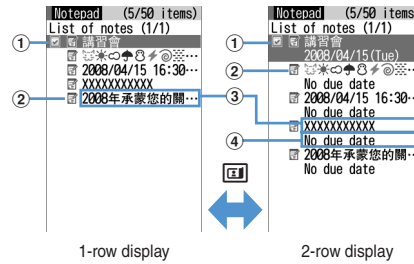 Notepad (5/50 items)
List of notes (1/1)
① 講習會
2008/04/15 16:30…
XXXXXXXXXXX
② 2008年承蒙您的關…
1-row display
Notepad (5/50 items)
List of notes (1/1)
① 講習會
2008/04/15(Tue)
②
No due date
③ 2008/04/15 16:30…
No due date
XXXXXXXXXXX
④ No due date
2008年承蒙您的關…
No due date
2-row display